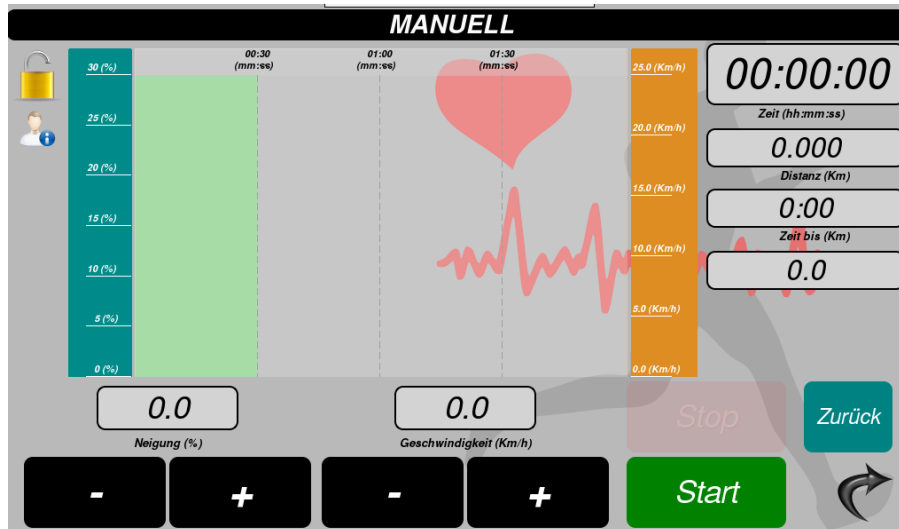 MANUELL
00:30 01:00 01:30
(mm:ss) (mm:ss) (mm:ss)
30 (%)
25 (%)
20 (%)
15 (%)
10 (%)
5 (%)
0 (%)
25.0 (Km/h)
20.0 (Km/h)
15.0 (Km/h)
10.0 (Km/h)
5.0 (Km/h)
0.0 (Km/h)
00:00:00
Zeit (hh:mm:ss)
0.000
Distanz (Km)
0:00
Zeit bis (Km)
0.0
0.0
Neigung (%)
0.0
Geschwindigkeit (Km/h)
Stop
Zurück
- + - +
Start